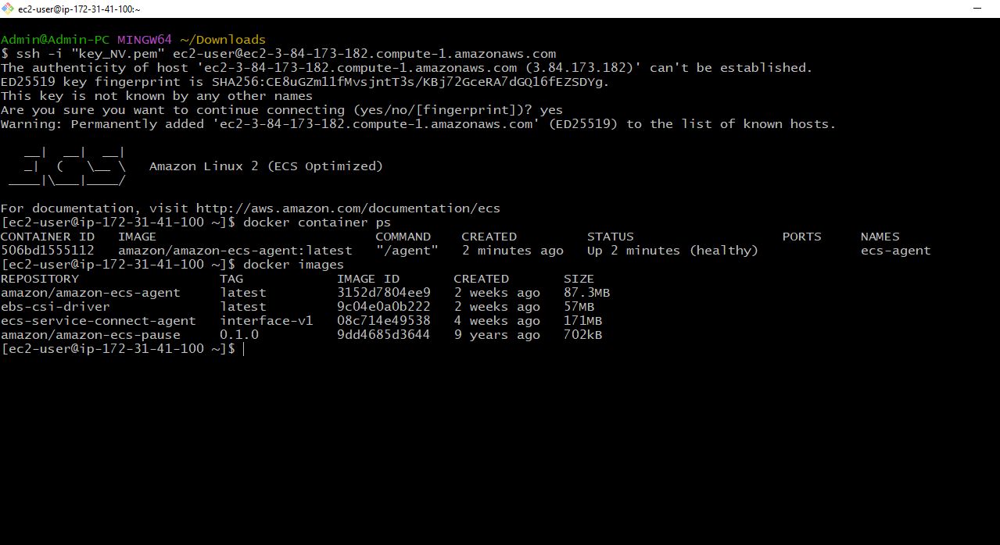 ec2-user@ip-172-31-41-100:~
Admin@Admin-PC MINGW64 ~/Downloads
$ ssh -i "key_NV.pem" ec2-user@ec2-3-84-173-182.compute-1.amazonaws.com
The authenticity of host 'ec2-3-84-173-182.compute-1.amazonaws.com (3.84.173.182)' can't be established.
ED25519 key fingerprint is SHA256:CE8uGZm11fMvsjntT3s/KBj72GceRA7dGQ16fEZSDYg.
This key is not known by any other names
Are you sure you want to continue connecting (yes/no/[fingerprint])? yes
Warning: Permanently added 'ec2-3-84-173-182.compute-1.amazonaws.com' (ED25519) to the list of known hosts.
   __|  __|  __|
   _|  (   \__ \   Amazon Linux 2 (ECS Optimized)
 ____|\___|____/
For documentation, visit http://aws.amazon.com/documentation/ecs
[ec2-user@ip-172-31-41-100 ~]$ docker container ps
CONTAINER ID   IMAGE                            COMMAND    CREATED         STATUS                   PORTS     NAMES
506bd1555112   amazon/amazon-ecs-agent:latest   "/agent"   2 minutes ago   Up 2 minutes (healthy)             ecs-agent
[ec2-user@ip-172-31-41-100 ~]$ docker images
REPOSITORY                  TAG            IMAGE ID       CREATED       SIZE
amazon/amazon-ecs-agent     latest         3152d7804ee9   2 weeks ago   87.3MB
ebs-csi-driver              latest         9c04e0a0b222   2 weeks ago   57MB
ecs-service-connect-agent   interface-v1   08c714e49538   4 weeks ago   171MB
amazon/amazon-ecs-pause     0.1.0          9dd4685d3644   9 years ago   702kB
[ec2-user@ip-172-31-41-100 ~]$